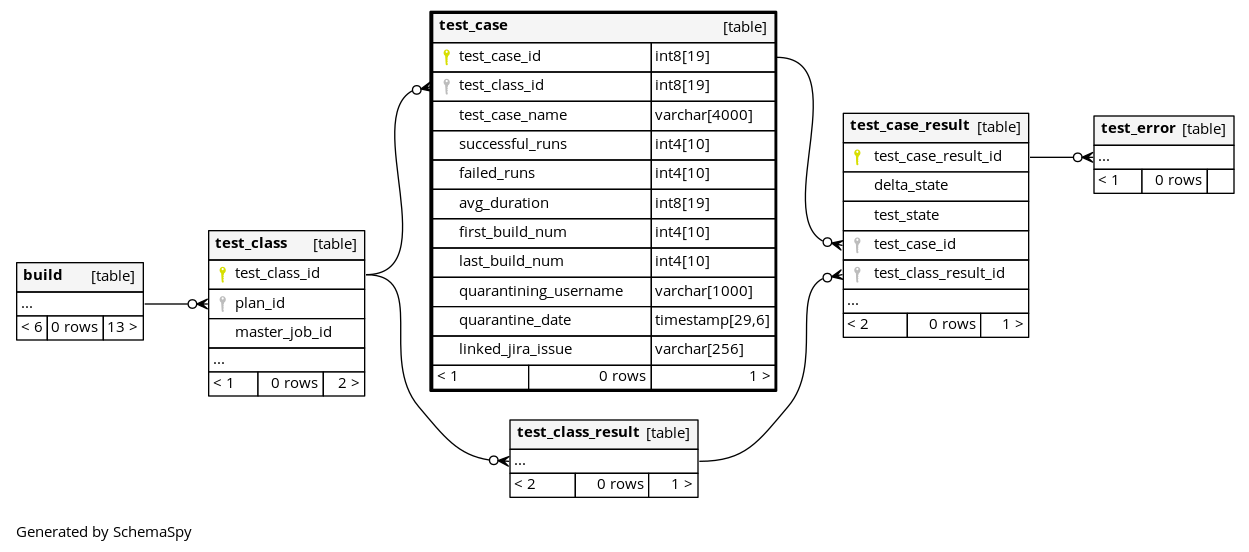 build [table]
...
< 6 0 rows 13 >
test_class [table]
test_class_id
plan_id
master_job_id
...
< 1 0 rows 2 >
test_case [table]
test_case_id int8[19]
test_class_id int8[19]
test_case_name varchar[4000]
successful_runs int4[10]
failed_runs int4[10]
avg_duration int8[19]
first_build_num int4[10]
last_build_num int4[10]
quarantining_username varchar[1000]
quarantine_date timestamp[29,6]
linked_jira_issue varchar[256]
< 1 0 rows 1 >
test_class_result [table]
...
< 2 0 rows 1 >
test_case_result [table]
test_case_result_id
delta_state
test_state
test_case_id
test_class_result_id
...
< 2 0 rows 1 >
test_error [table]
...
< 1 0 rows
Generated by SchemaSpy